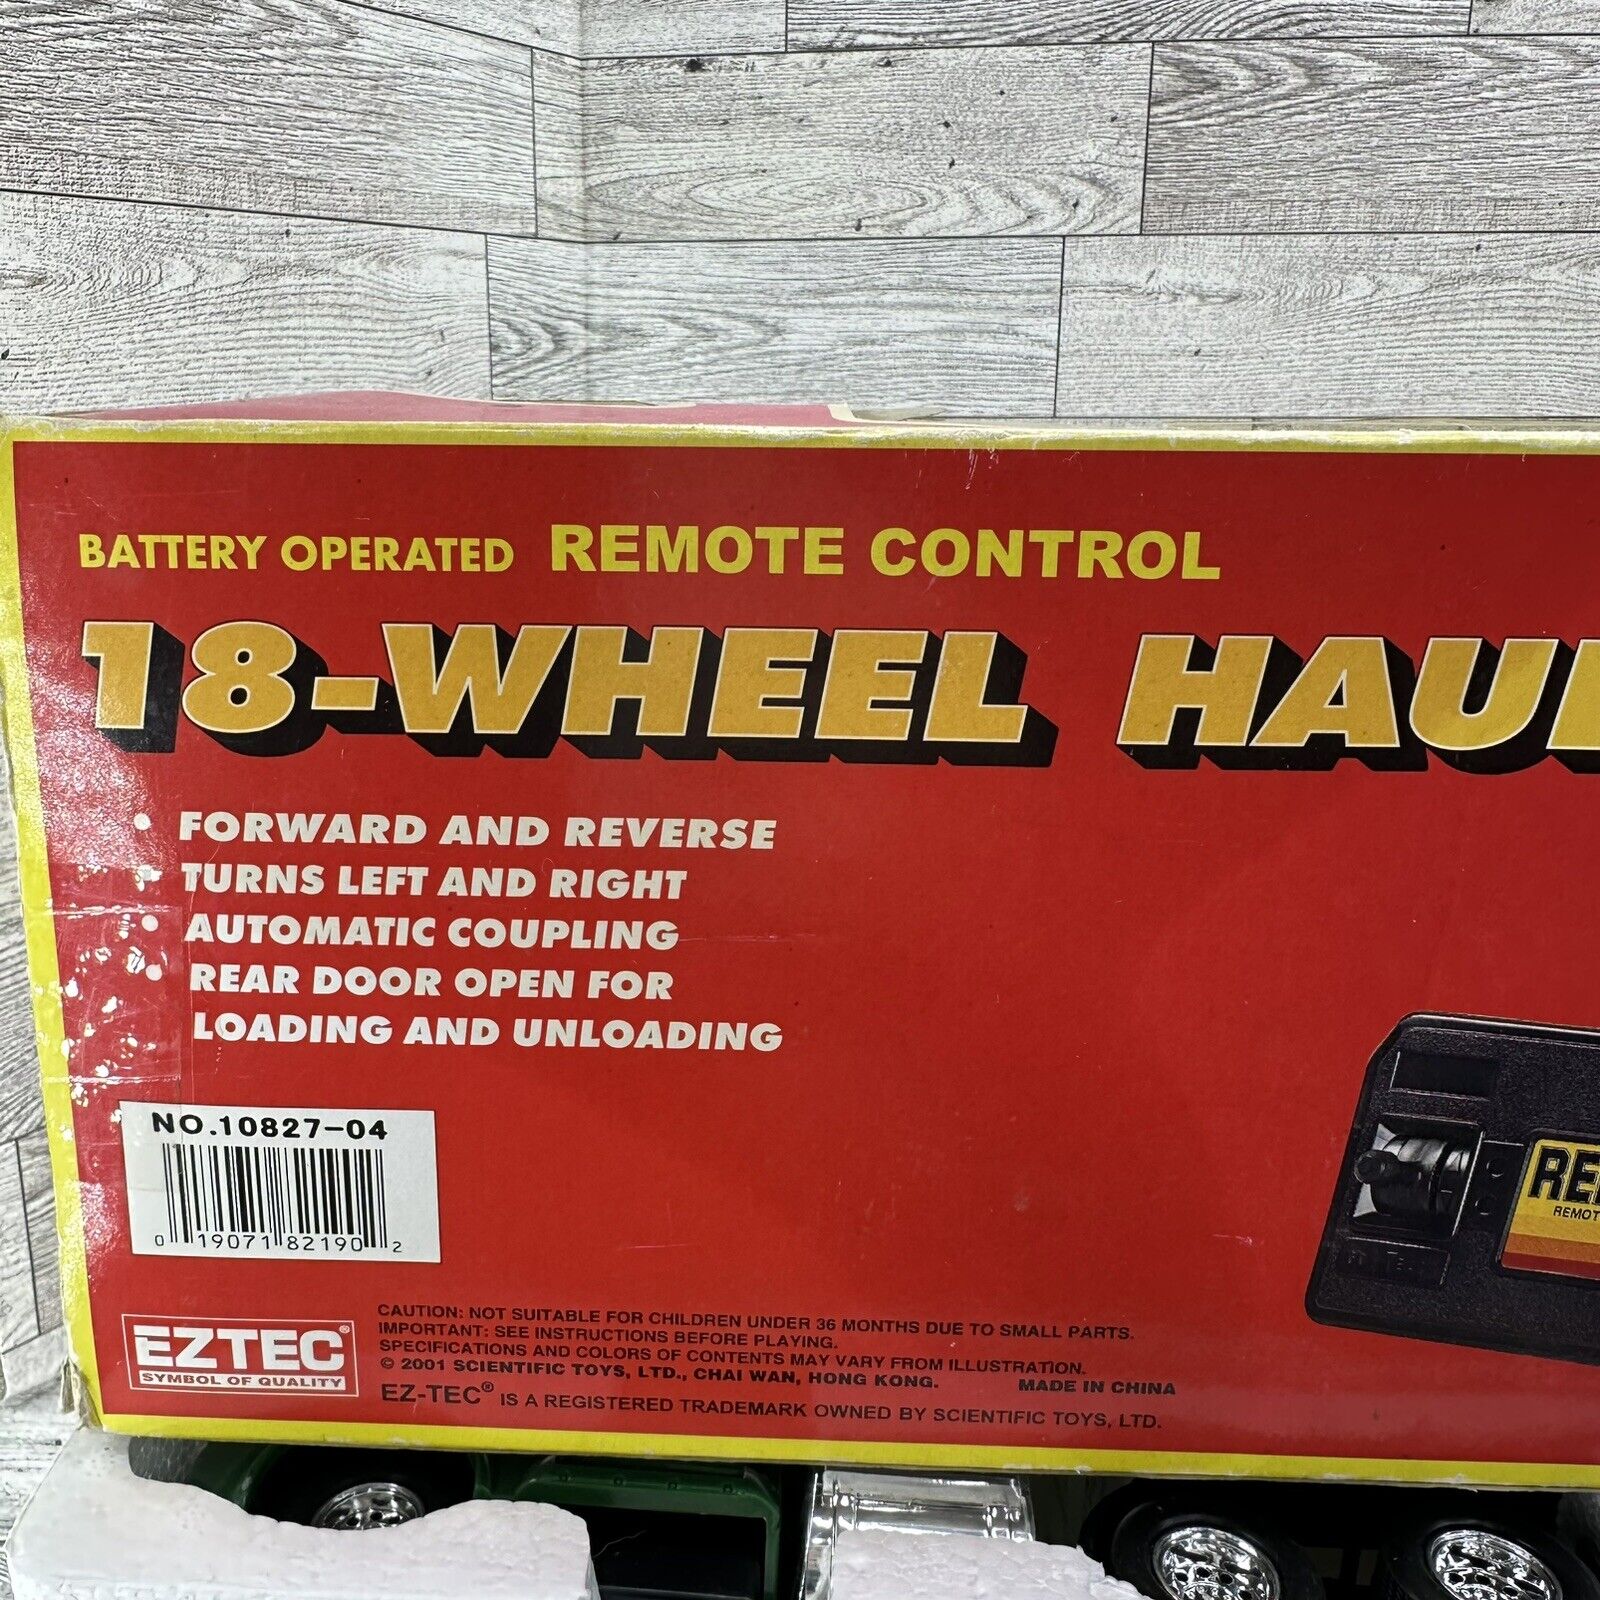 BATTERY OPERATED REMOTE CONTROL
18-WHEEL HAUL
• FORWARD AND REVERSE
• TURNS LEFT AND RIGHT
• AUTOMATIC COUPLING
• REAR DOOR OPEN FOR
LOADING AND UNLOADING
NO.10827-04
0 19071 82190 2
EZTEC®
SYMBOL OF QUALITY
CAUTION: NOT SUITABLE FOR CHILDREN UNDER 36 MONTHS DUE TO SMALL PARTS.
IMPORTANT: SEE INSTRUCTIONS BEFORE PLAYING.
SPECIFICATIONS AND COLORS OF CONTENTS MAY VARY FROM ILLUSTRATION.
© 2001 SCIENTIFIC TOYS, LTD., CHAI WAN, HONG KONG. MADE IN CHINA
EZ-TEC® IS A REGISTERED TRADEMARK OWNED BY SCIENTIFIC TOYS, LTD.
REMOT